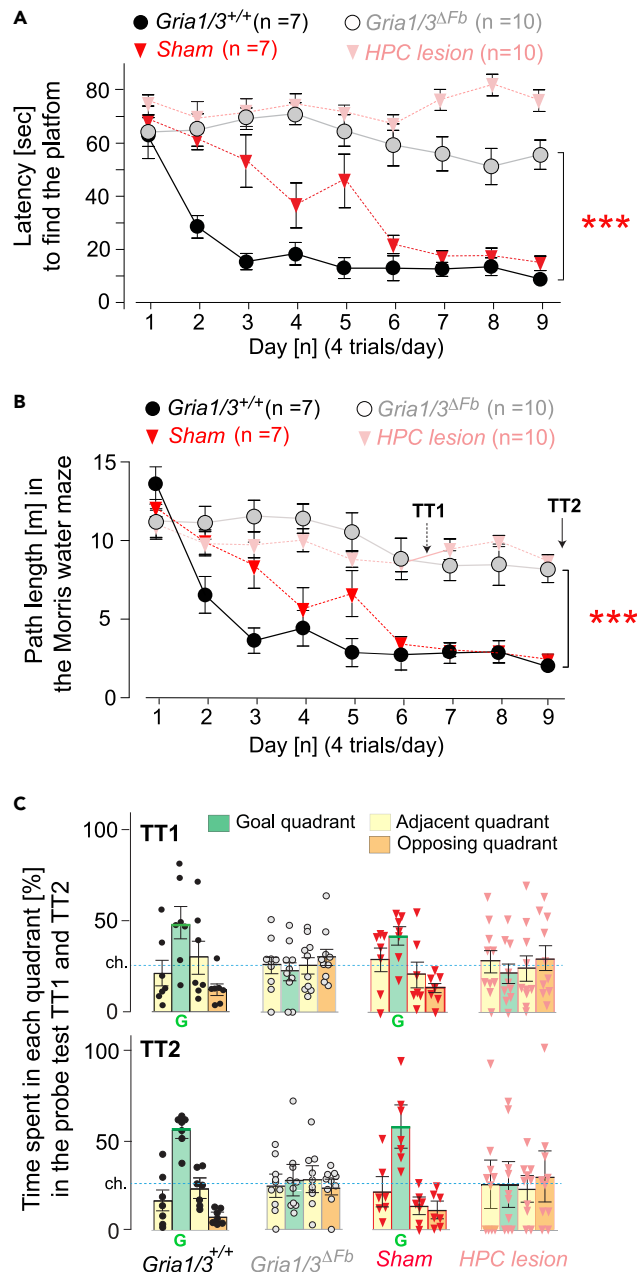 A
Gria1/3+/+ (n =7)
Gria1/3ΔFb (n = 10)
Sham (n =7)
HPC lesion (n=10)
Latency [sec]
to find the platfom
80
60
40
20
0
***
1 2 3 4 5 6 7 8 9
Day [n] (4 trials/day)
B
Gria1/3+/+ (n =7)
Gria1/3ΔFb (n =10)
Sham (n =7)
HPC lesion (n=10)
Path length [m] in
the Morris water maze
15
10
5
0
TT1
TT2
***
1 2 3 4 5 6 7 8 9
Day [n] (4 trials/day)
C
Time spent in each quadrant [%]
in the probe test TT1 and TT2
TT1
Goal quadrant
Adjacent quadrant
Opposing quadrant
100
50
ch.
0
G
G
TT2
100
50
ch.
0
G
G
Gria1/3+/+ Gria1/3ΔFb Sham HPC lesion